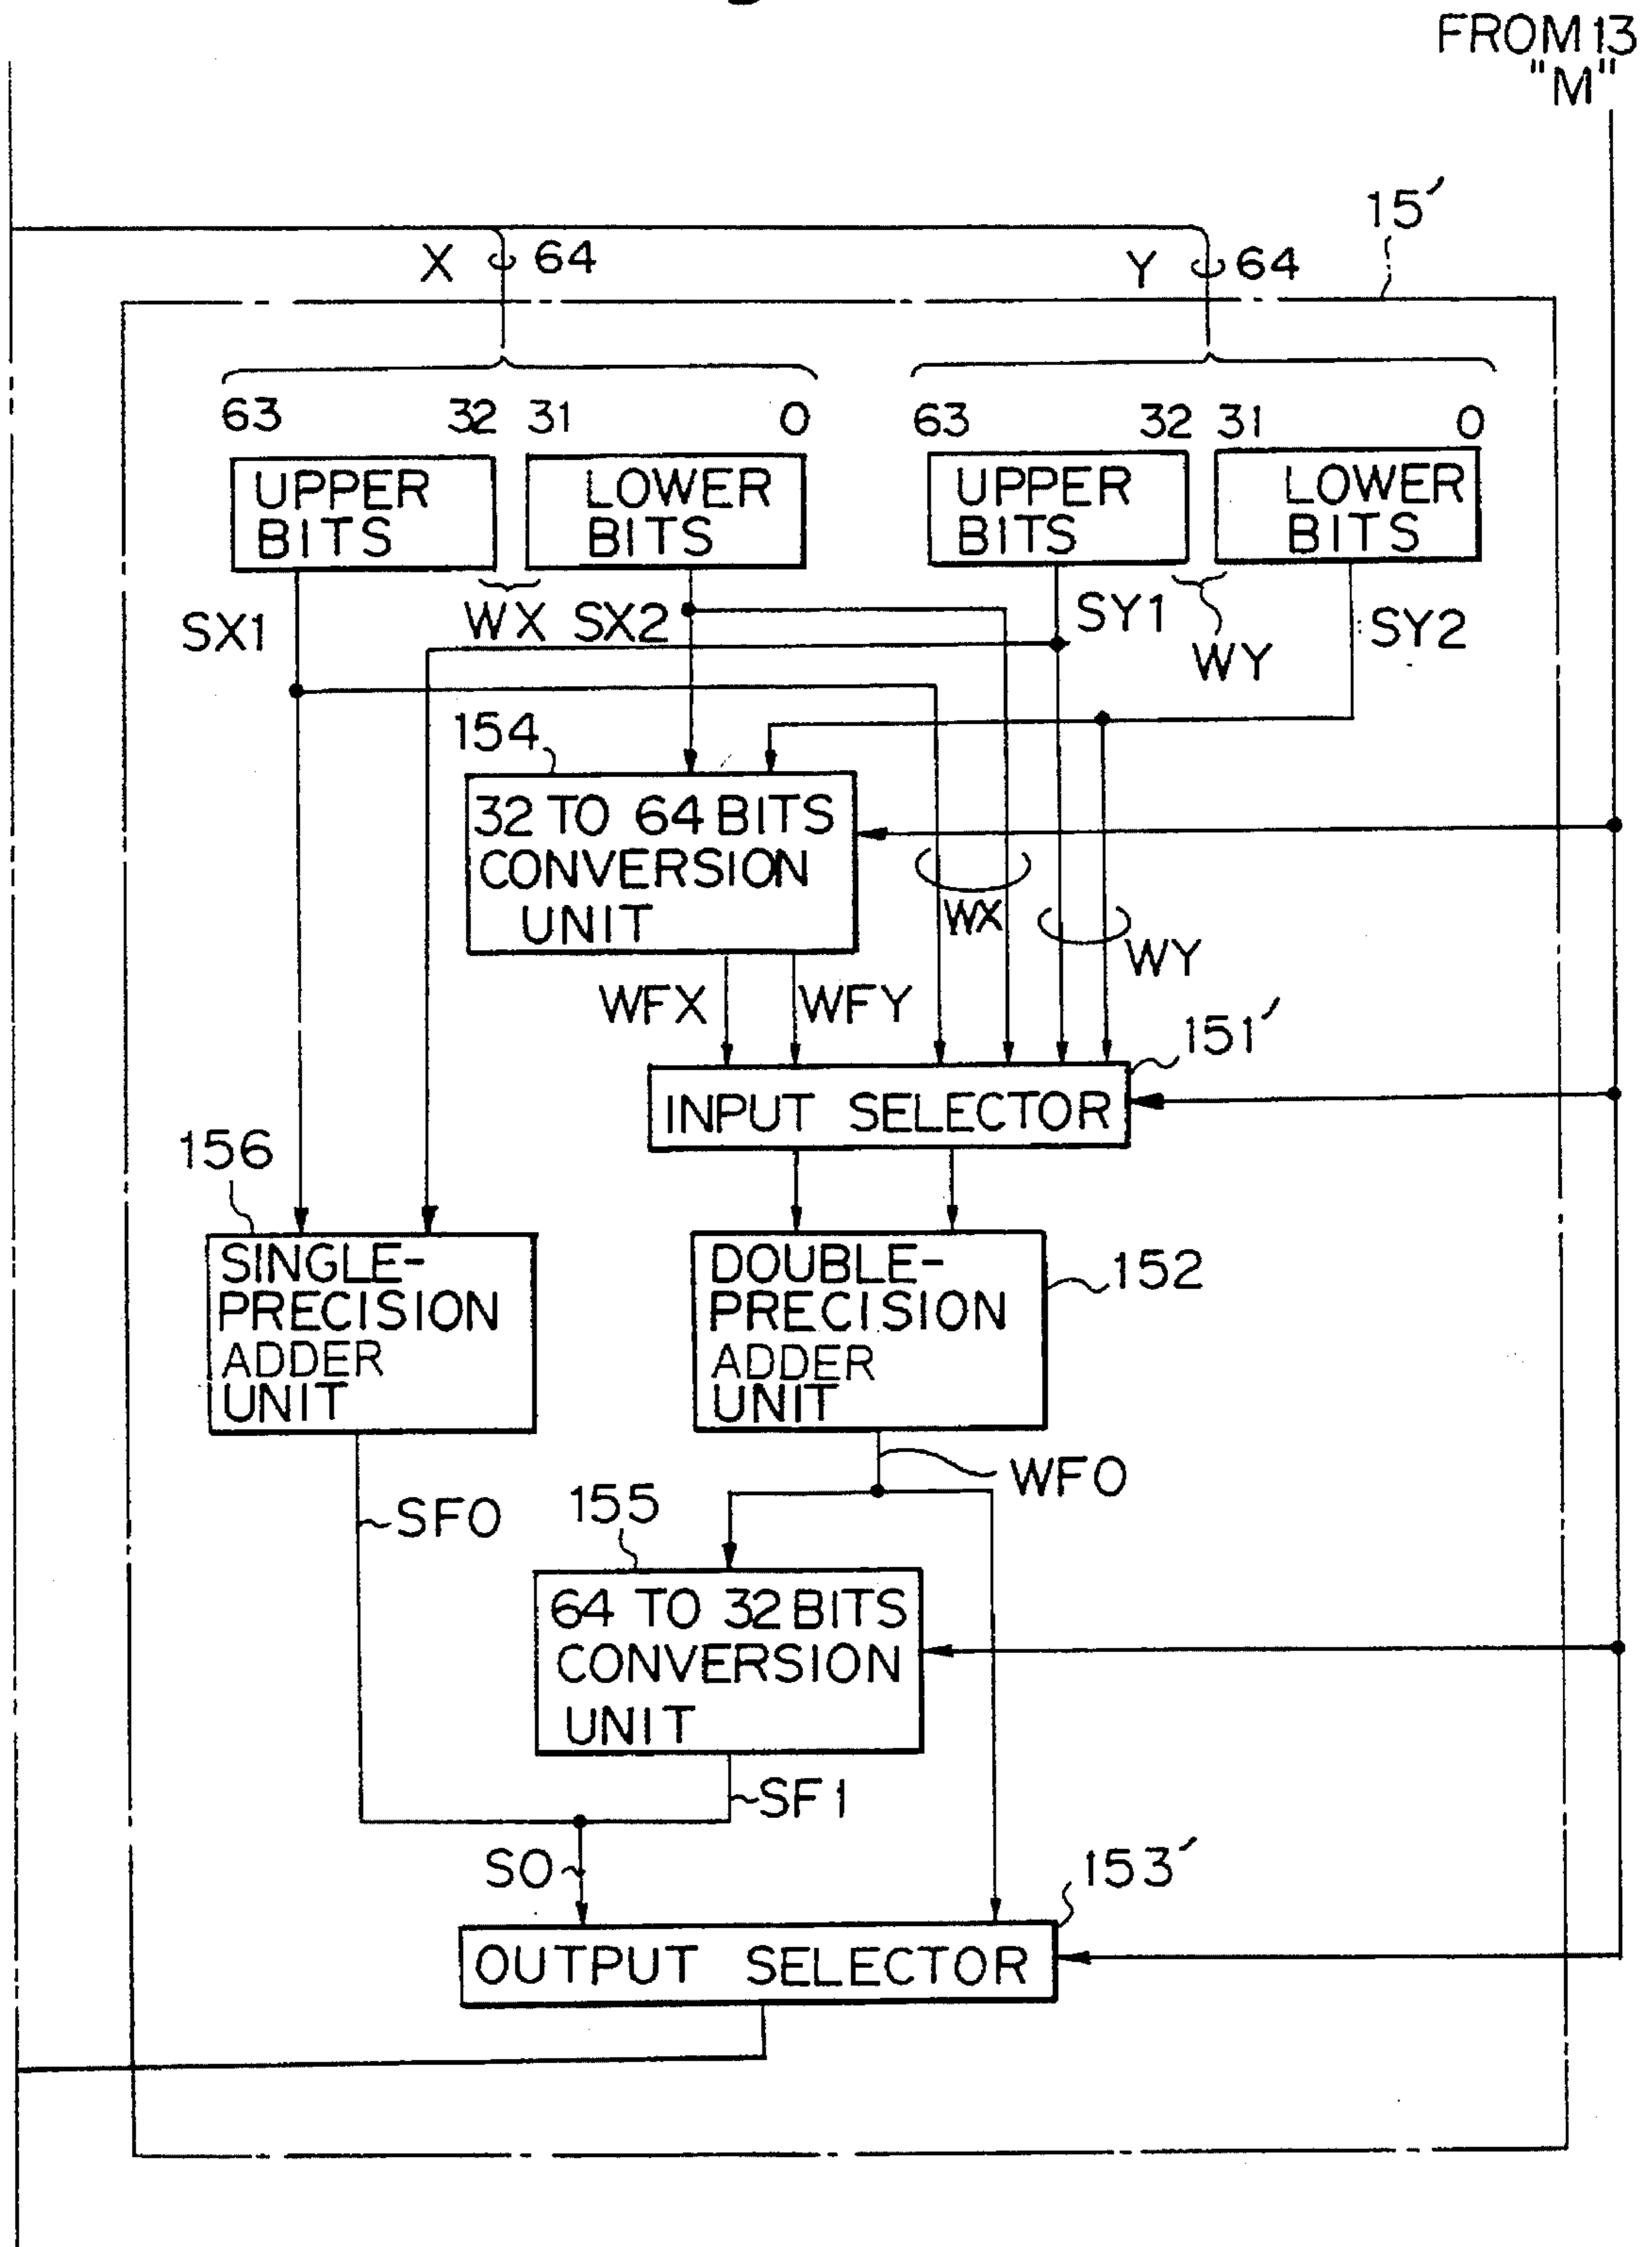 FROM 13
"M"
15′
X 64
Y 64
63 32 31 0
63 32 31 0
UPPER
BITS
LOWER
BITS
UPPER
BITS
LOWER
BITS
SX1
WX
SX2
SY1
WY
SY2
154
32 TO 64 BITS
CONVERSION
UNIT
WX
WY
WFX
WFY
151′
INPUT SELECTOR
156
SINGLE-
PRECISION
ADDER
UNIT
DOUBLE-
PRECISION
ADDER
UNIT
152
WFO
SFO
155
64 TO 32 BITS
CONVERSION
UNIT
SF1
SO
153′
OUTPUT SELECTOR